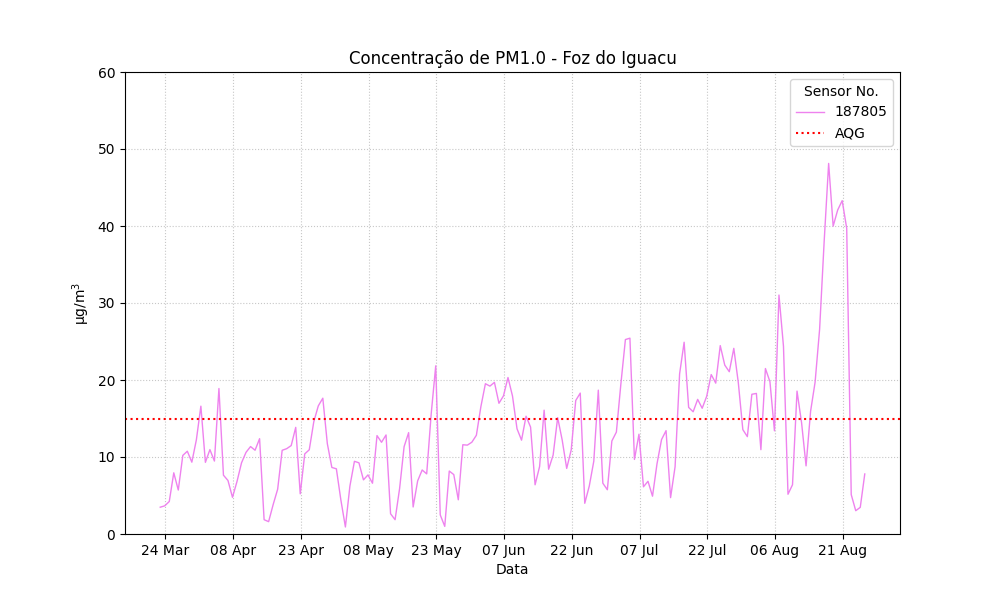 Concentração de PM1.0 - Foz do Iguacu
60
50
40
30
20
10
0
µg/m³
Sensor No.
187805
AQG
24 Mar 08 Apr 23 Apr 08 May 23 May 07 Jun 22 Jun 07 Jul 22 Jul 06 Aug 21 Aug
Data